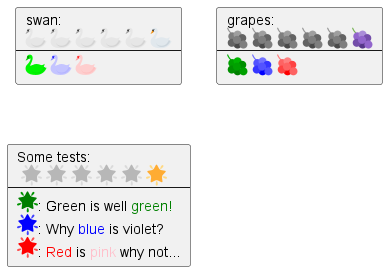 swan:
grapes:
Some tests:
: Green is well green!
: Why blue is violet?
: Red is pink why not...